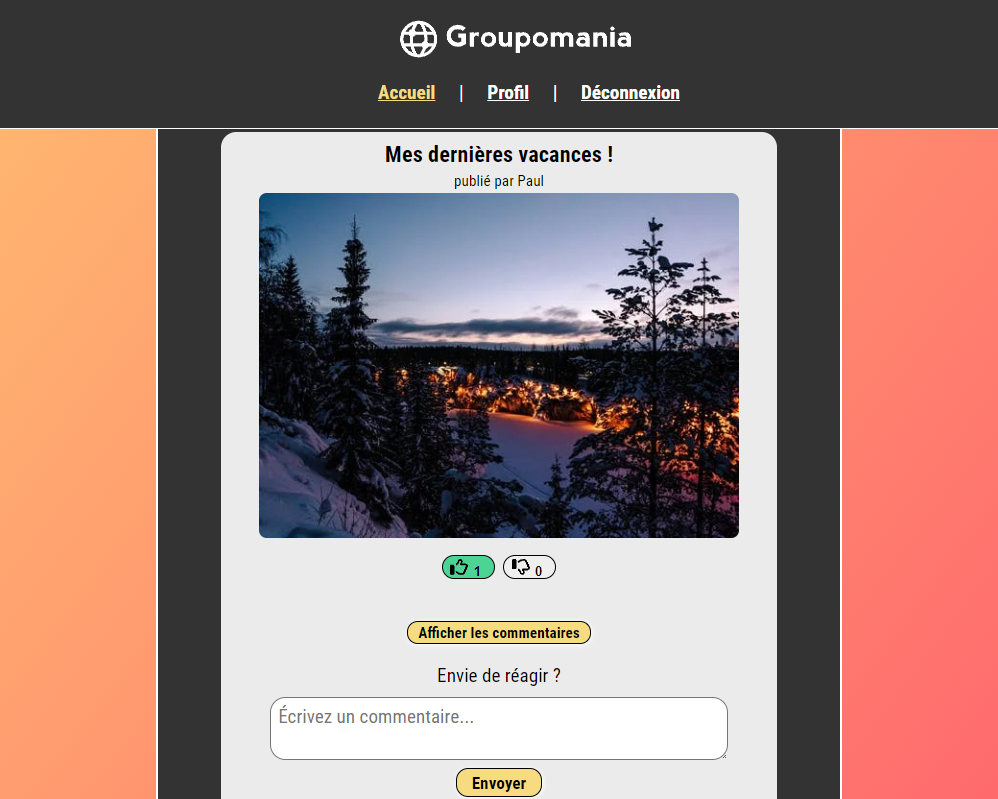 Groupomania
Accueil | Profil | Déconnexion
Mes dernières vacances !
publié par Paul
1 0
Afficher les commentaires
Envie de réagir ?
Écrivez un commentaire...
Envoyer